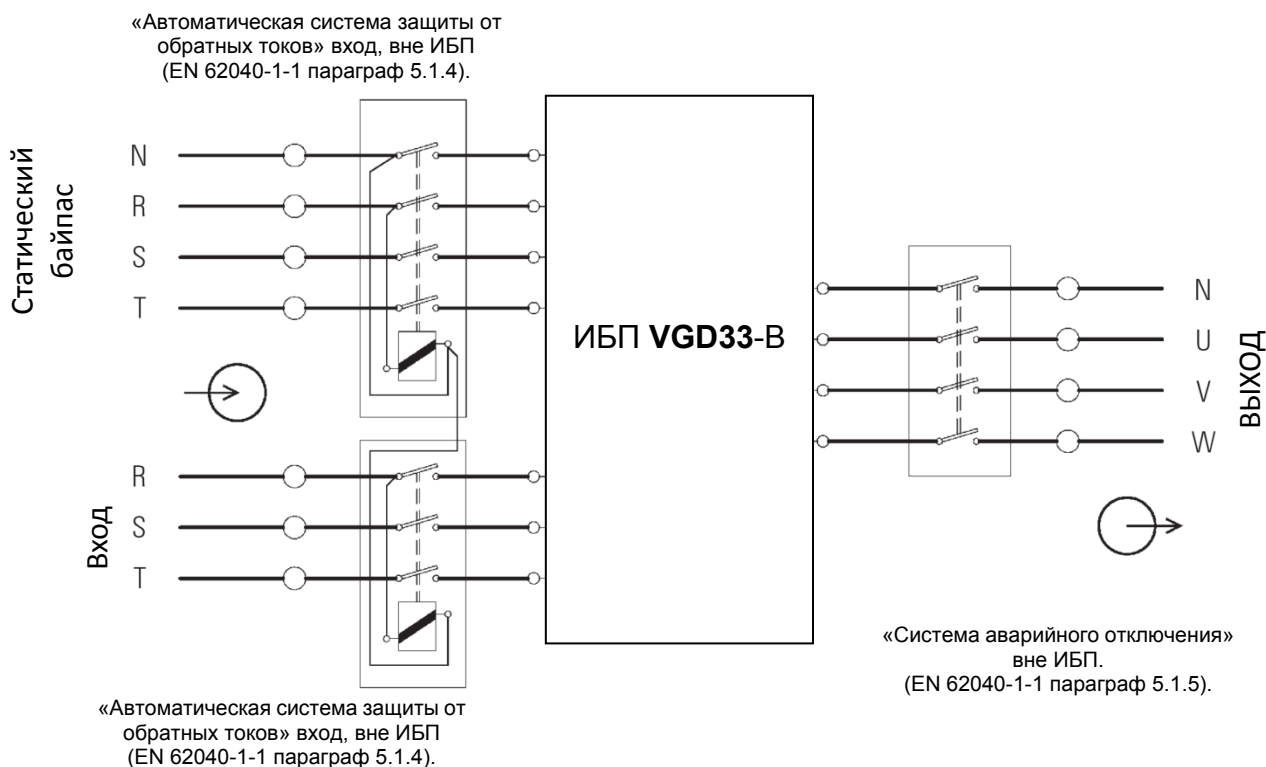 «Автоматическая система защиты от
обратных токов» вход, вне ИБП
(EN 62040-1-1 параграф 5.1.4).
Статический
байпас
N
R
S
T
ИБП VGD33-B
N
U
V
W
ВЫХОД
Вход
R
S
T
«Система аварийного отключения»
вне ИБП.
(EN 62040-1-1 параграф 5.1.5).
«Автоматическая система защиты от
обратных токов» вход, вне ИБП
(EN 62040-1-1 параграф 5.1.4).